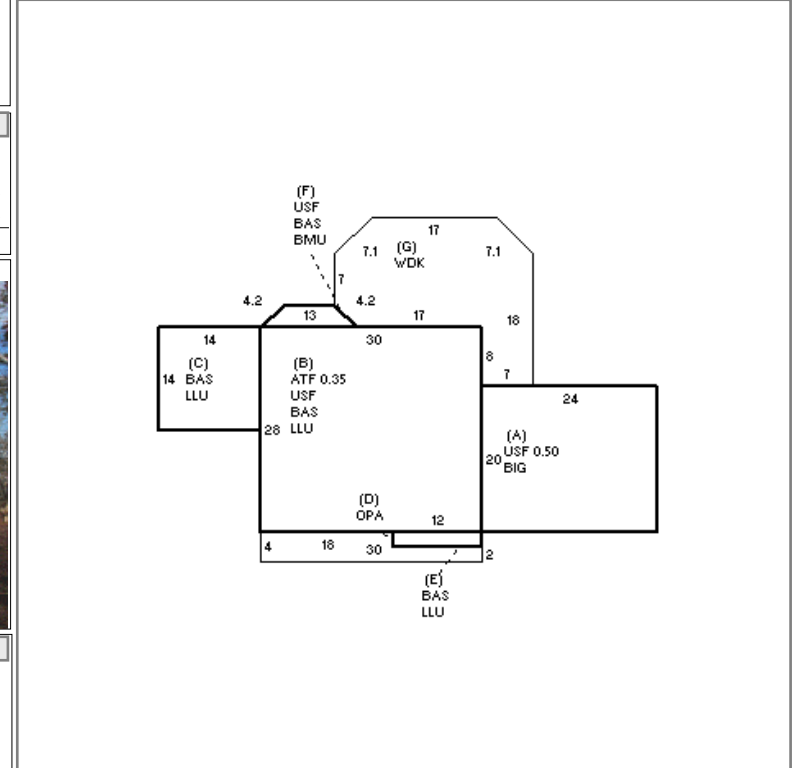 (F)
USF
BAS
BMU
17
7.1
(G)
WDK
7.1
7
4.2
4.2
13
17
18
14
30
(C)
14 BAS
LLU
(B)
ATF 0.35
USF
BAS
LLU
28
8
7
24
(A)
20 USF 0.50
BIG
(D)
OPA
12
4
18
30
2
(E)
BAS
LLU